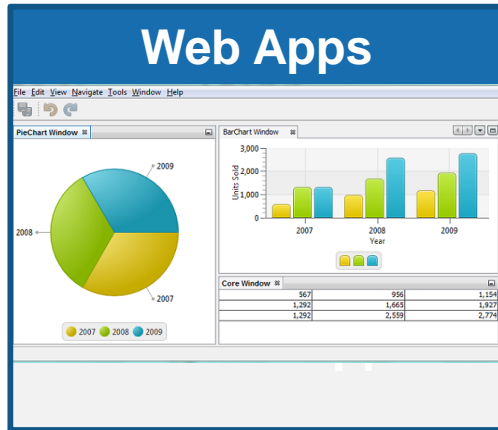 Web Apps
File Edit View Navigate Tools Window Help
PieChart Window
2009
2008
2007
2007 2008 2009
BarChart Window
3,000
2,000
1,000
0
Units Sold
2007 2008 2009
Year
Core Window
567 956 1,154
1,292 1,665 1,927
1,292 2,559 2,774